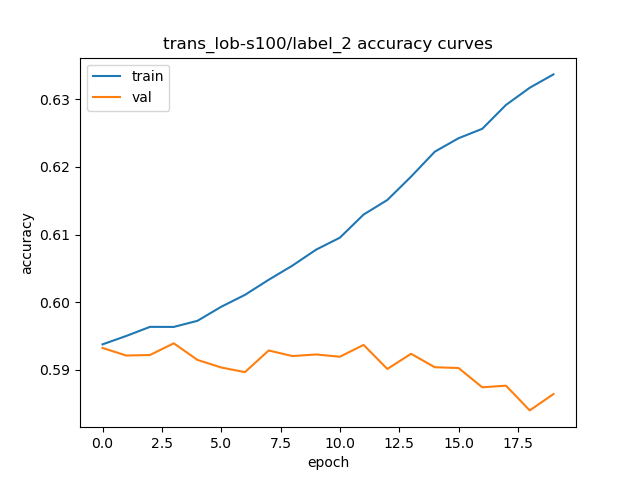 trans_lob-s100/label_2 accuracy curves
train
val
0.63
0.62
0.61
0.60
0.59
accuracy
0.0 2.5 5.0 7.5 10.0 12.5 15.0 17.5
epoch